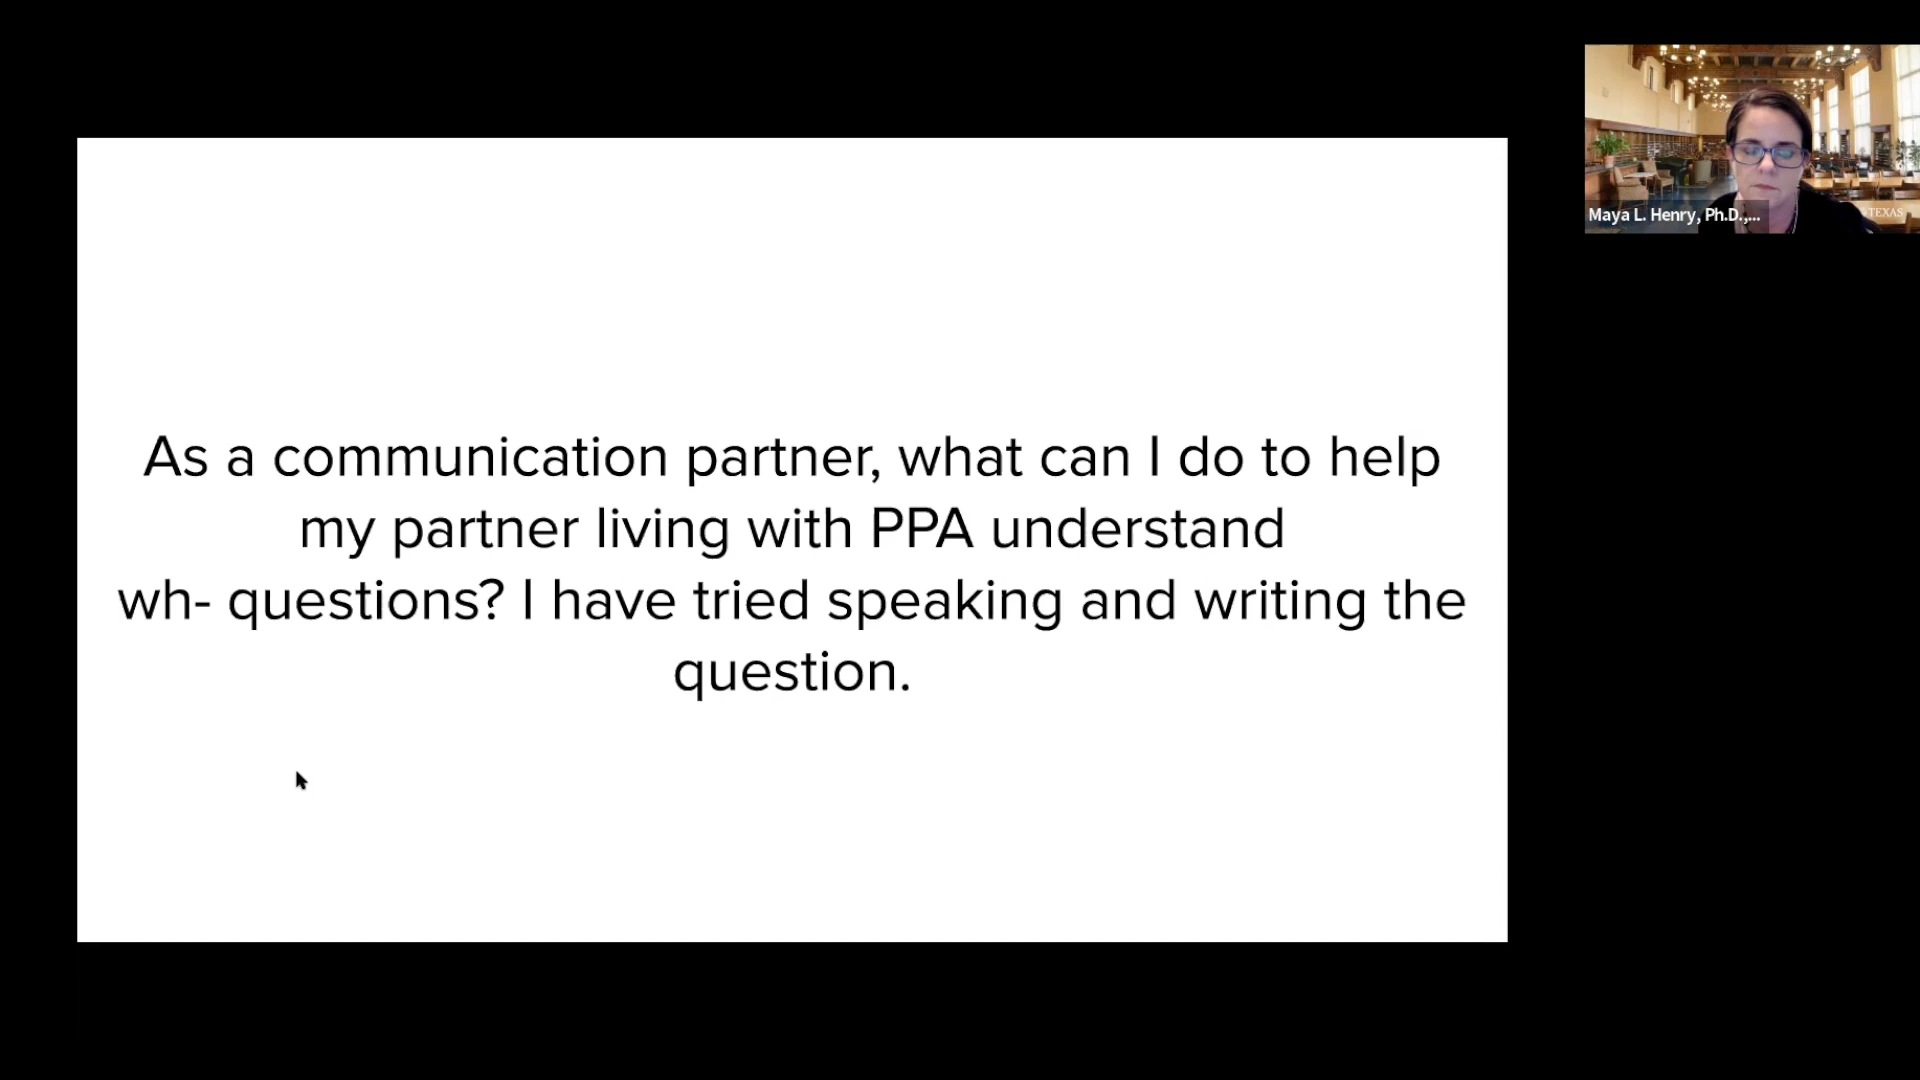 As a communication partner, what can I do to help
my partner living with PPA understand
wh- questions? I have tried speaking and writing the
question.
Maya L. Henry, Ph.D.,...
TEXAS